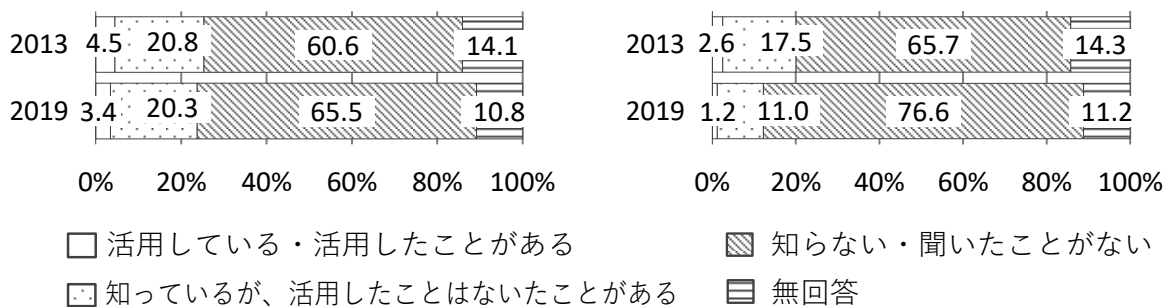 2013 4.5 20.8 60.6 14.1
2019 3.4 20.3 65.5 10.8
0% 20% 40% 60% 80% 100%
2013 2.6 17.5 65.7 14.3
2019 1.2 11.0 76.6 11.2
0% 20% 40% 60% 80% 100%
活用している・活用したことがある
知らない・聞いたことがない
知っているが、活用したことはないたことがある
無回答